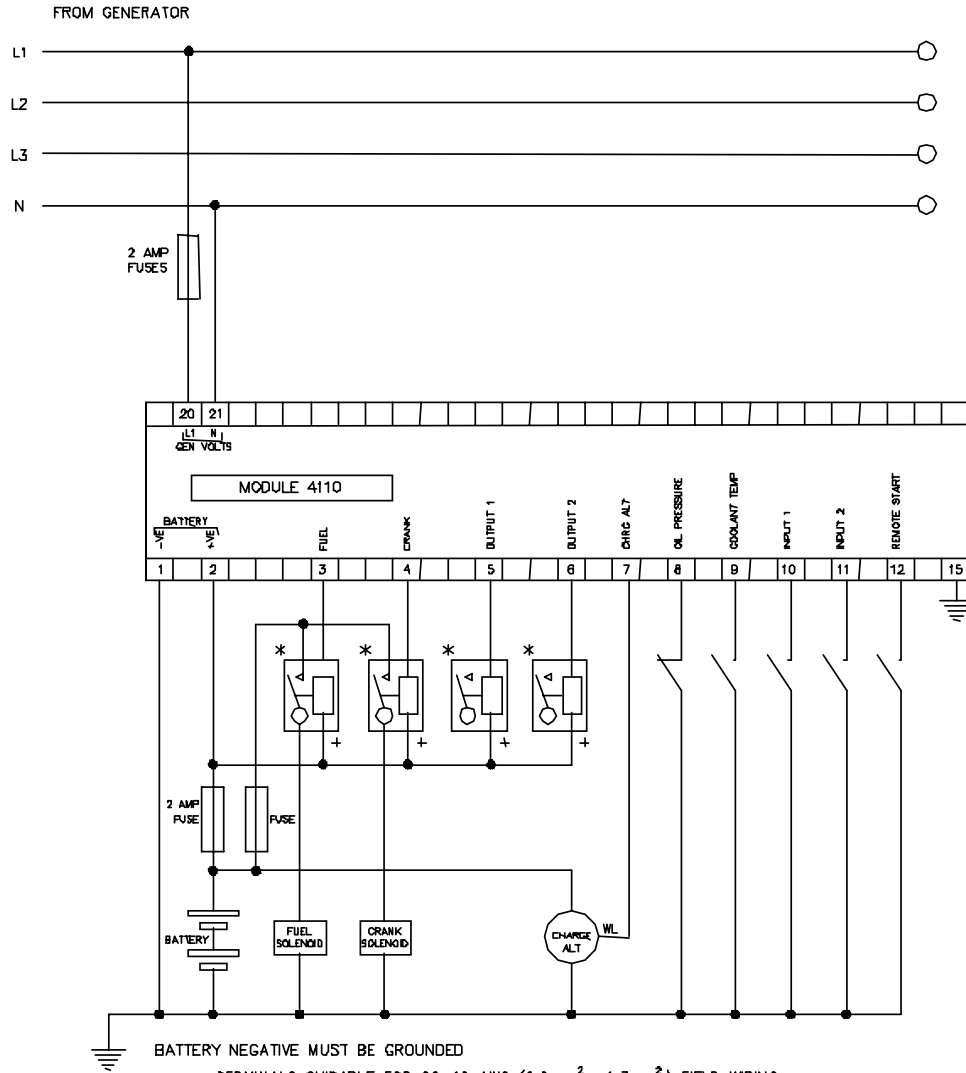 FROM GENERATOR
L1
L2
L3
N
2 AMP
FUSES
20 21
L1 N
GEN VOLTS
MODULE 4110
BATTERY
-VE
+VE
FUEL
CRANK
OUTPUT 1
OUTPUT 2
CHRG ALT
OIL PRESSURE
COOLANT TEMP
INPUT 1
INPUT 2
REMOTE START
1 2 3 4 5 6 7 8 9 10 11 12 15
* * * *
+ + + +
2 AMP
FUSE
FUSE
BATTERY
FUEL
SOLENOID
CRANK
SOLENOID
CHARGE
ALT
WL
BATTERY NEGATIVE MUST BE GROUNDED